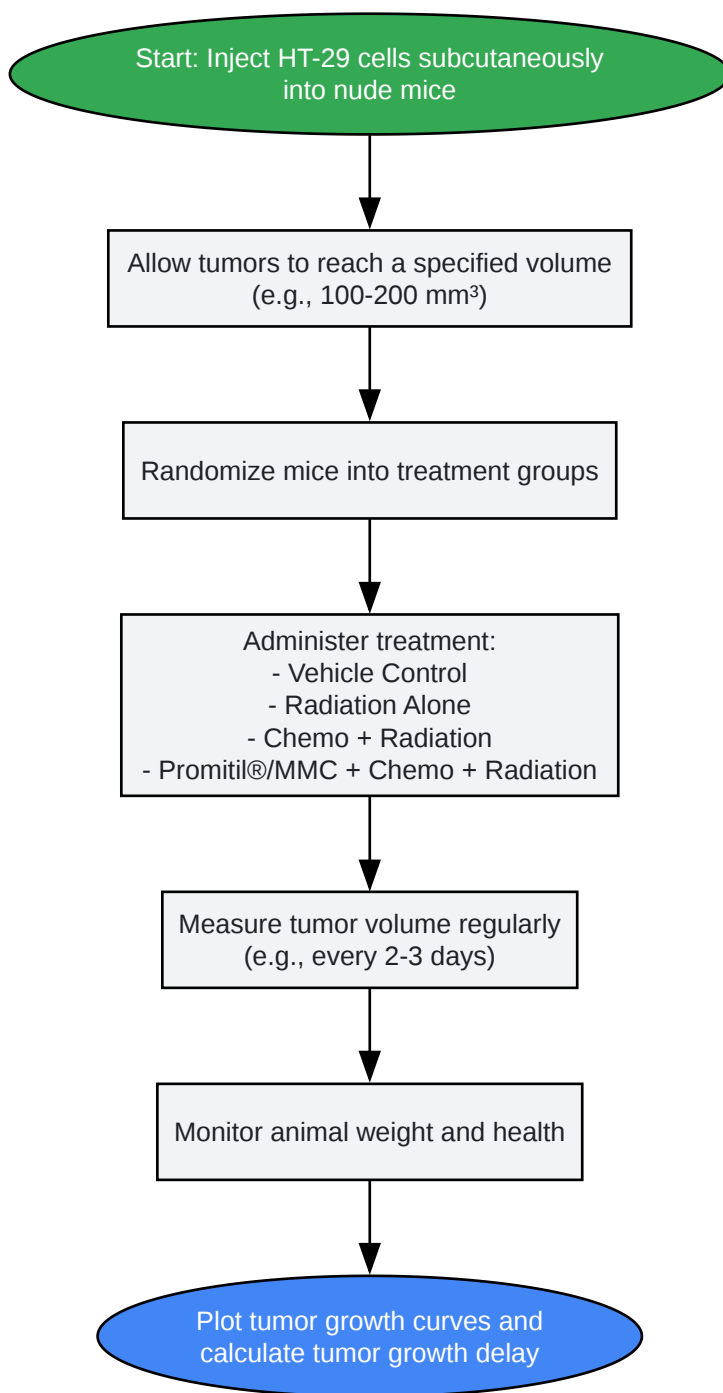 Start: Inject HT-29 cells subcutaneously
into nude mice
Allow tumors to reach a specified volume
(e.g., 100-200 mm³)
Randomize mice into treatment groups
Administer treatment:
- Vehicle Control
- Radiation Alone
- Chemo + Radiation
- Promitil®/MMC + Chemo + Radiation
Measure tumor volume regularly
(e.g., every 2-3 days)
Monitor animal weight and health
Plot tumor growth curves and
calculate tumor growth delay